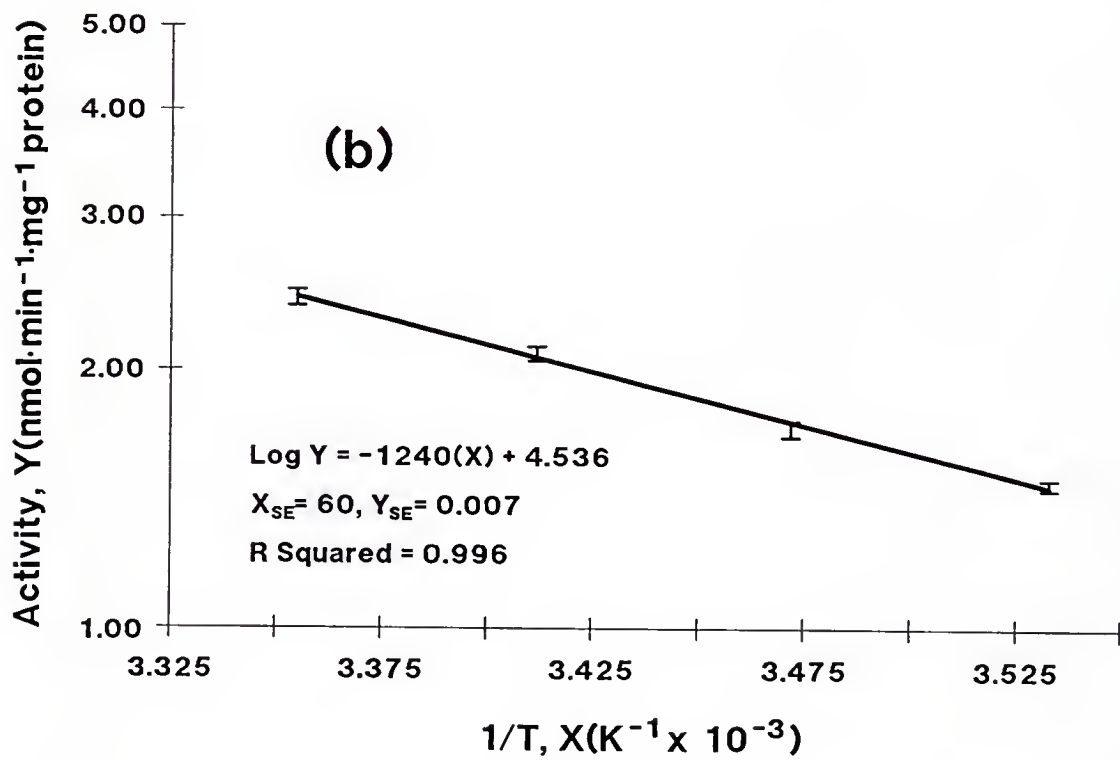 Activity, Y(nmol·min⁻¹·mg⁻¹ protein)
5.00
4.00
3.00
2.00
1.00
(b)
Log Y = -1240(X) + 4.536
XSE= 60, YSE= 0.007
R Squared = 0.996
3.325 3.375 3.425 3.475 3.525
1/T, X(K⁻¹ x 10⁻³)